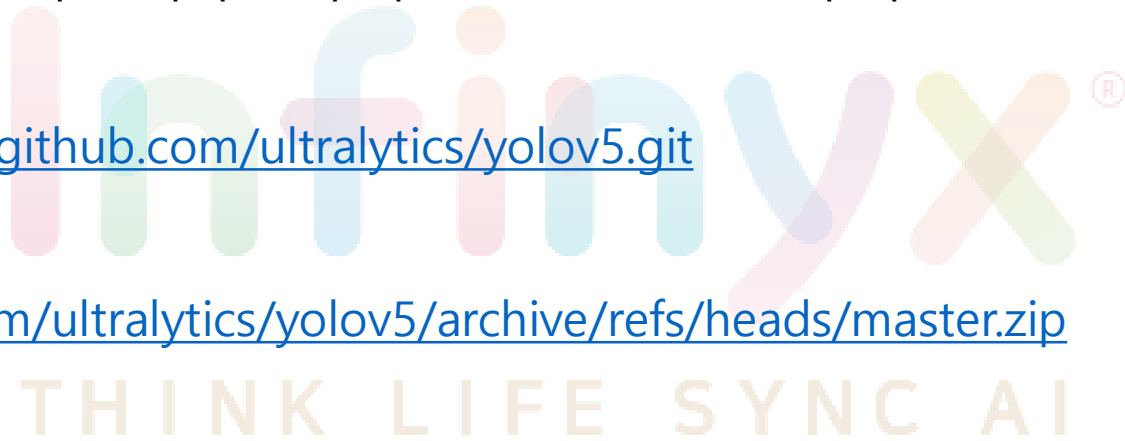 Infinyx®
github.com/ultralytics/yolov5.git
m/ultralytics/yolov5/archive/refs/heads/master.zip
THINK LIFE SYNC AI